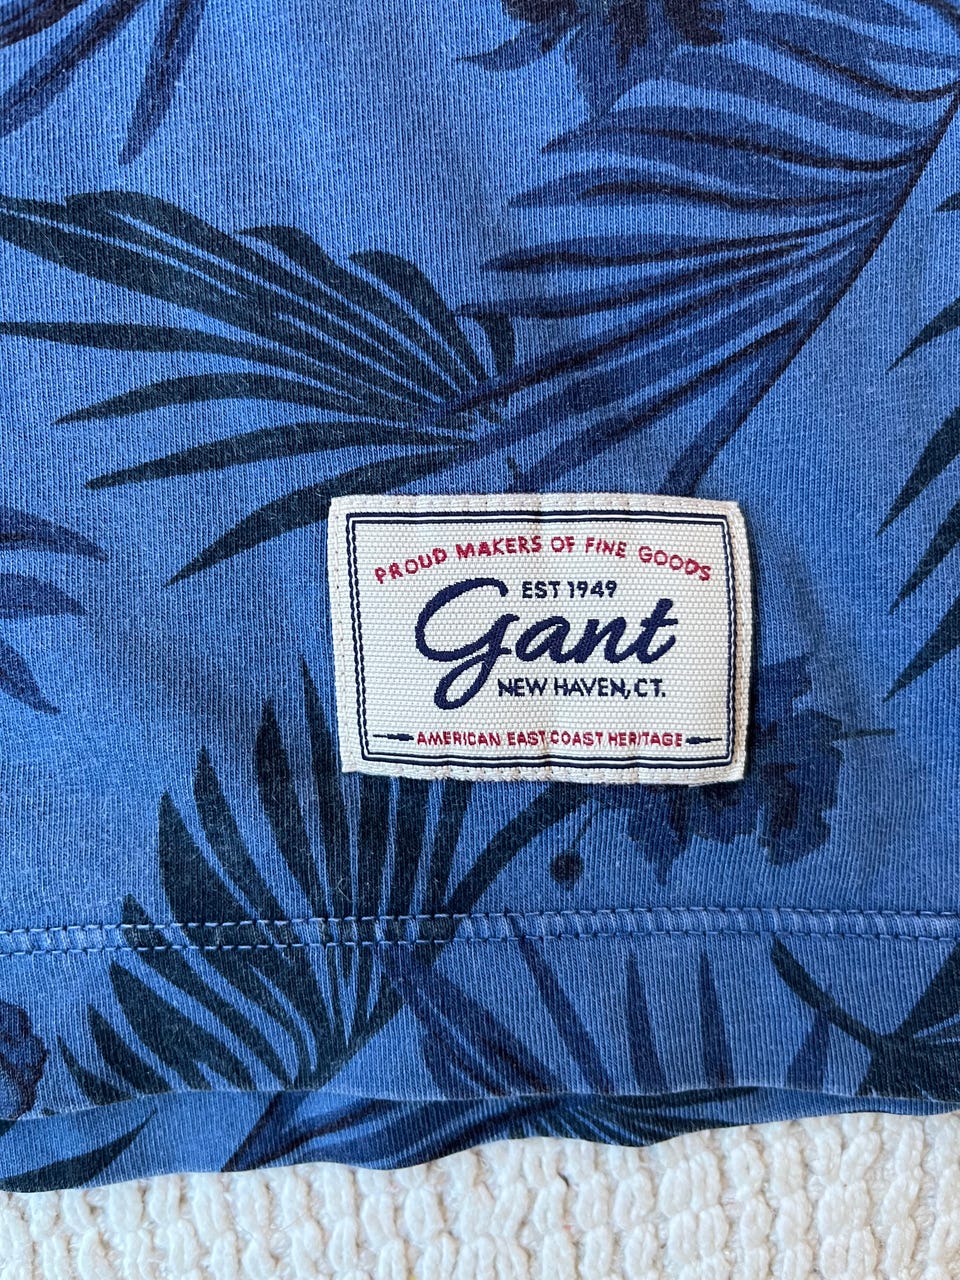 PROUD MAKERS OF FINE GOODS
EST 1949
Gant
NEW HAVEN, CT.
AMERICAN EAST COAST HERITAGE